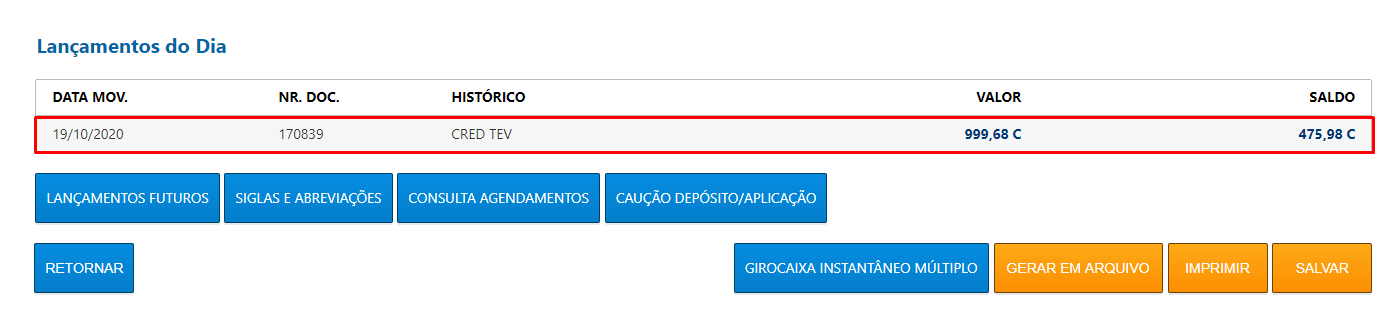 Lançamentos do Dia
DATA MOV. NR. DOC. HISTÓRICO VALOR SALDO
19/10/2020 170839 CRED TEV 999,68 C 475,98 C
LANÇAMENTOS FUTUROS SIGLAS E ABREVIAÇÕES CONSULTA AGENDAMENTOS CAUÇÃO DEPÓSITO/APLICAÇÃO
RETORNAR GIROCAIXA INSTANTÂNEO MÚLTIPLO GERAR EM ARQUIVO IMPRIMIR SALVAR